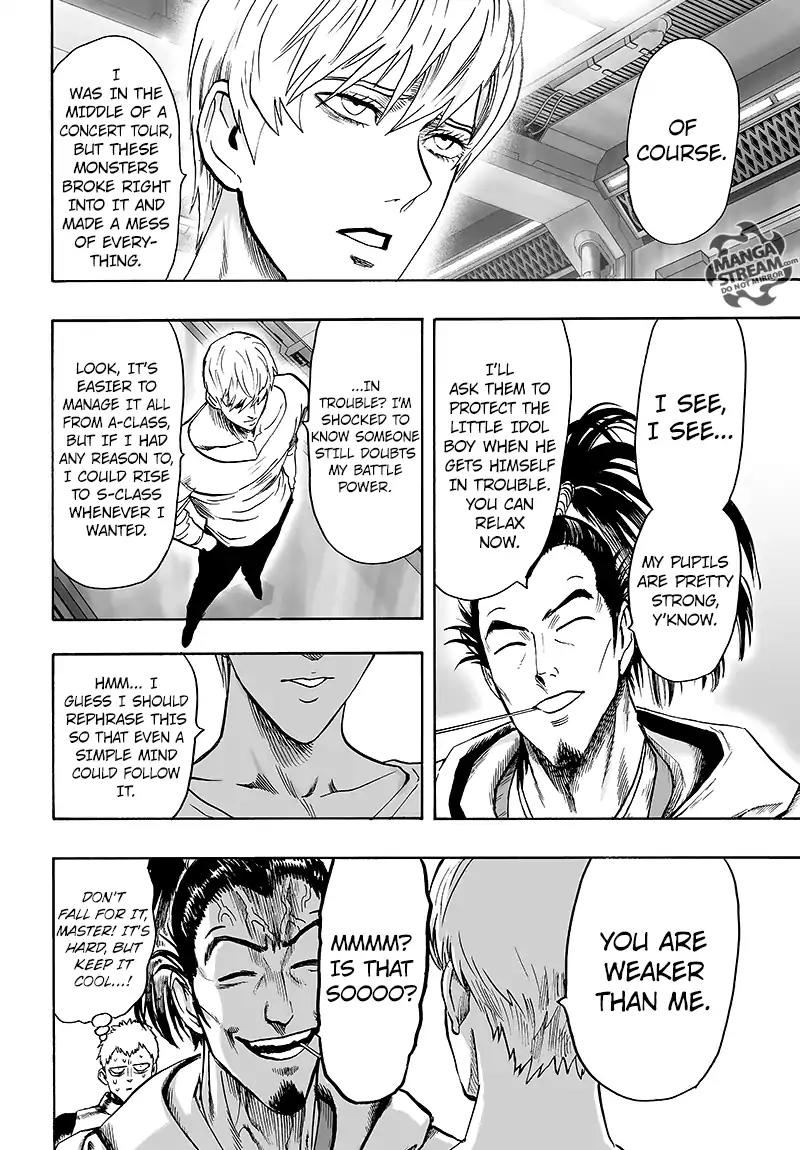 OF
COURSE.
I
WAS IN THE
MIDDLE OF A
CONCERT TOUR,
BUT THESE
MONSTERS
BROKE RIGHT
INTO IT AND
MADE A MESS
OF EVERY-
THING.
MANGA
STREAM.com
DO NOT MIRROR
I SEE,
I SEE...
MY PUPILS
ARE PRETTY
STRONG,
Y'KNOW.
I'LL
ASK THEM TO
PROTECT THE
LITTLE IDOL
BOY WHEN HE
GETS HIMSELF
IN TROUBLE.
YOU CAN
RELAX
NOW.
...IN
TROUBLE? I'M
SHOCKED TO
KNOW SOMEONE
STILL DOUBTS
MY BATTLE
POWER.
LOOK, IT'S
EASIER TO
MANAGE IT ALL
FROM A-CLASS,
BUT IF I HAD
ANY REASON TO,
I COULD RISE
TO S-CLASS
WHENEVER I
WANTED.
HMM... I
GUESS I SHOULD
REPHRASE THIS
SO THAT EVEN A
SIMPLE MIND
COULD FOLLOW
IT.
YOU ARE
WEAKER
THAN ME.
MMMM?
IS THAT
SOOOO?
DON'T
FALL FOR IT,
MASTER! IT'S
HARD, BUT
KEEP IT
COOL...!